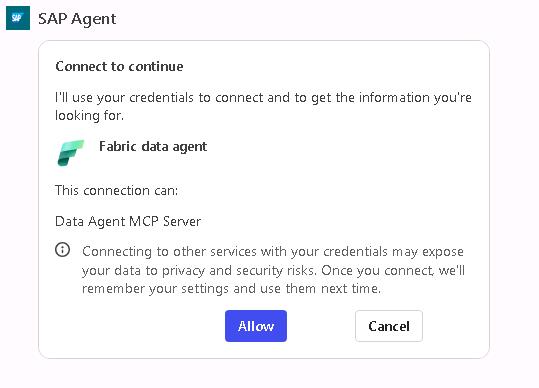 SAP
SAP Agent
Connect to continue
I'll use your credentials to connect and to get the information you're
looking for.
Fabric data agent
This connection can:
Data Agent MCP Server
Connecting to other services with your credentials may expose
your data to privacy and security risks. Once you connect, we'll
remember your settings and use them next time.
Allow
Cancel